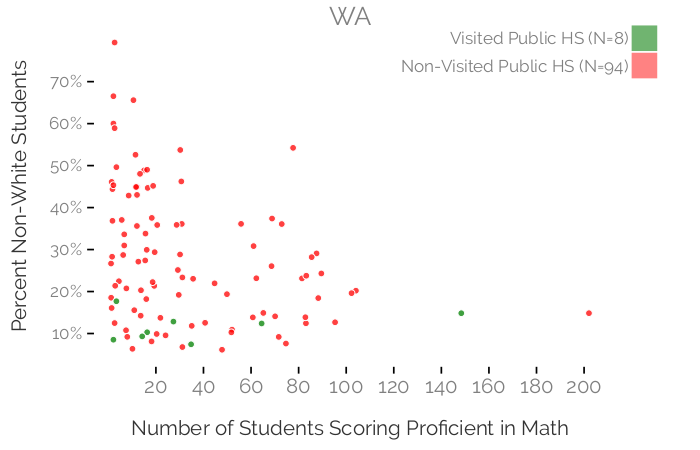 WA
Visited Public HS (N=8)
Non-Visited Public HS (N=94)
Percent Non-White Students
70%
60%
50%
40%
30%
20%
10%
20 40 60 80 100 120 140 160 180 200
Number of Students Scoring Proficient in Math